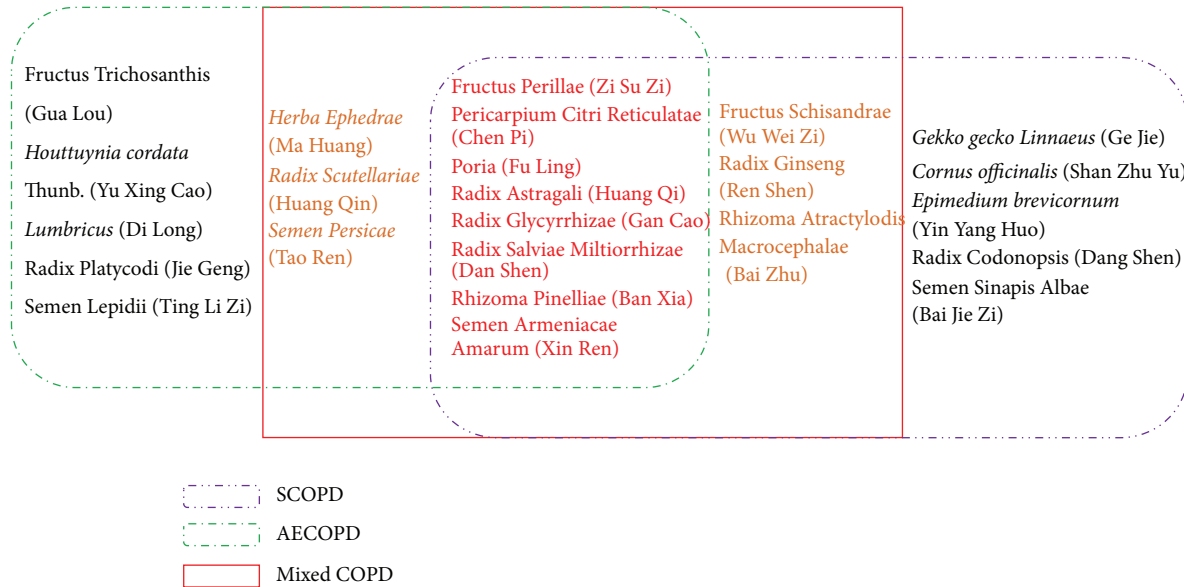 Fructus Trichosanthis
(Gua Lou)
Houttuynia cordata
Thunb. (Yu Xing Cao)
Lumbricus (Di Long)
Radix Platycodi (Jie Geng)
Semen Lepidii (Ting Li Zi)
Herba Ephedrae
(Ma Huang)
Radix Scutellariae
(Huang Qin)
Semen Persicae
(Tao Ren)
Fructus Perillae (Zi Su Zi)
Pericarpium Citri Reticulatae
(Chen Pi)
Poria (Fu Ling)
Radix Astragali (Huang Qi)
Radix Glycyrrhizae (Gan Cao)
Radix Salviae Miltiorrhizae
(Dan Shen)
Rhizoma Pinelliae (Ban Xia)
Semen Armeniacae
Amarum (Xin Ren)
Fructus Schisandrae
(Wu Wei Zi)
Radix Ginseng
(Ren Shen)
Rhizoma Atractylodis
Macrocephalae
(Bai Zhu)
Gekko gecko Linnaeus (Ge Jie)
Cornus officinalis (Shan Zhu Yu)
Epimedium brevicornum
(Yin Yang Huo)
Radix Codonopsis (Dang Shen)
Semen Sinapis Albae
(Bai Jie Zi)
SCOPD
AECOPD
Mixed COPD